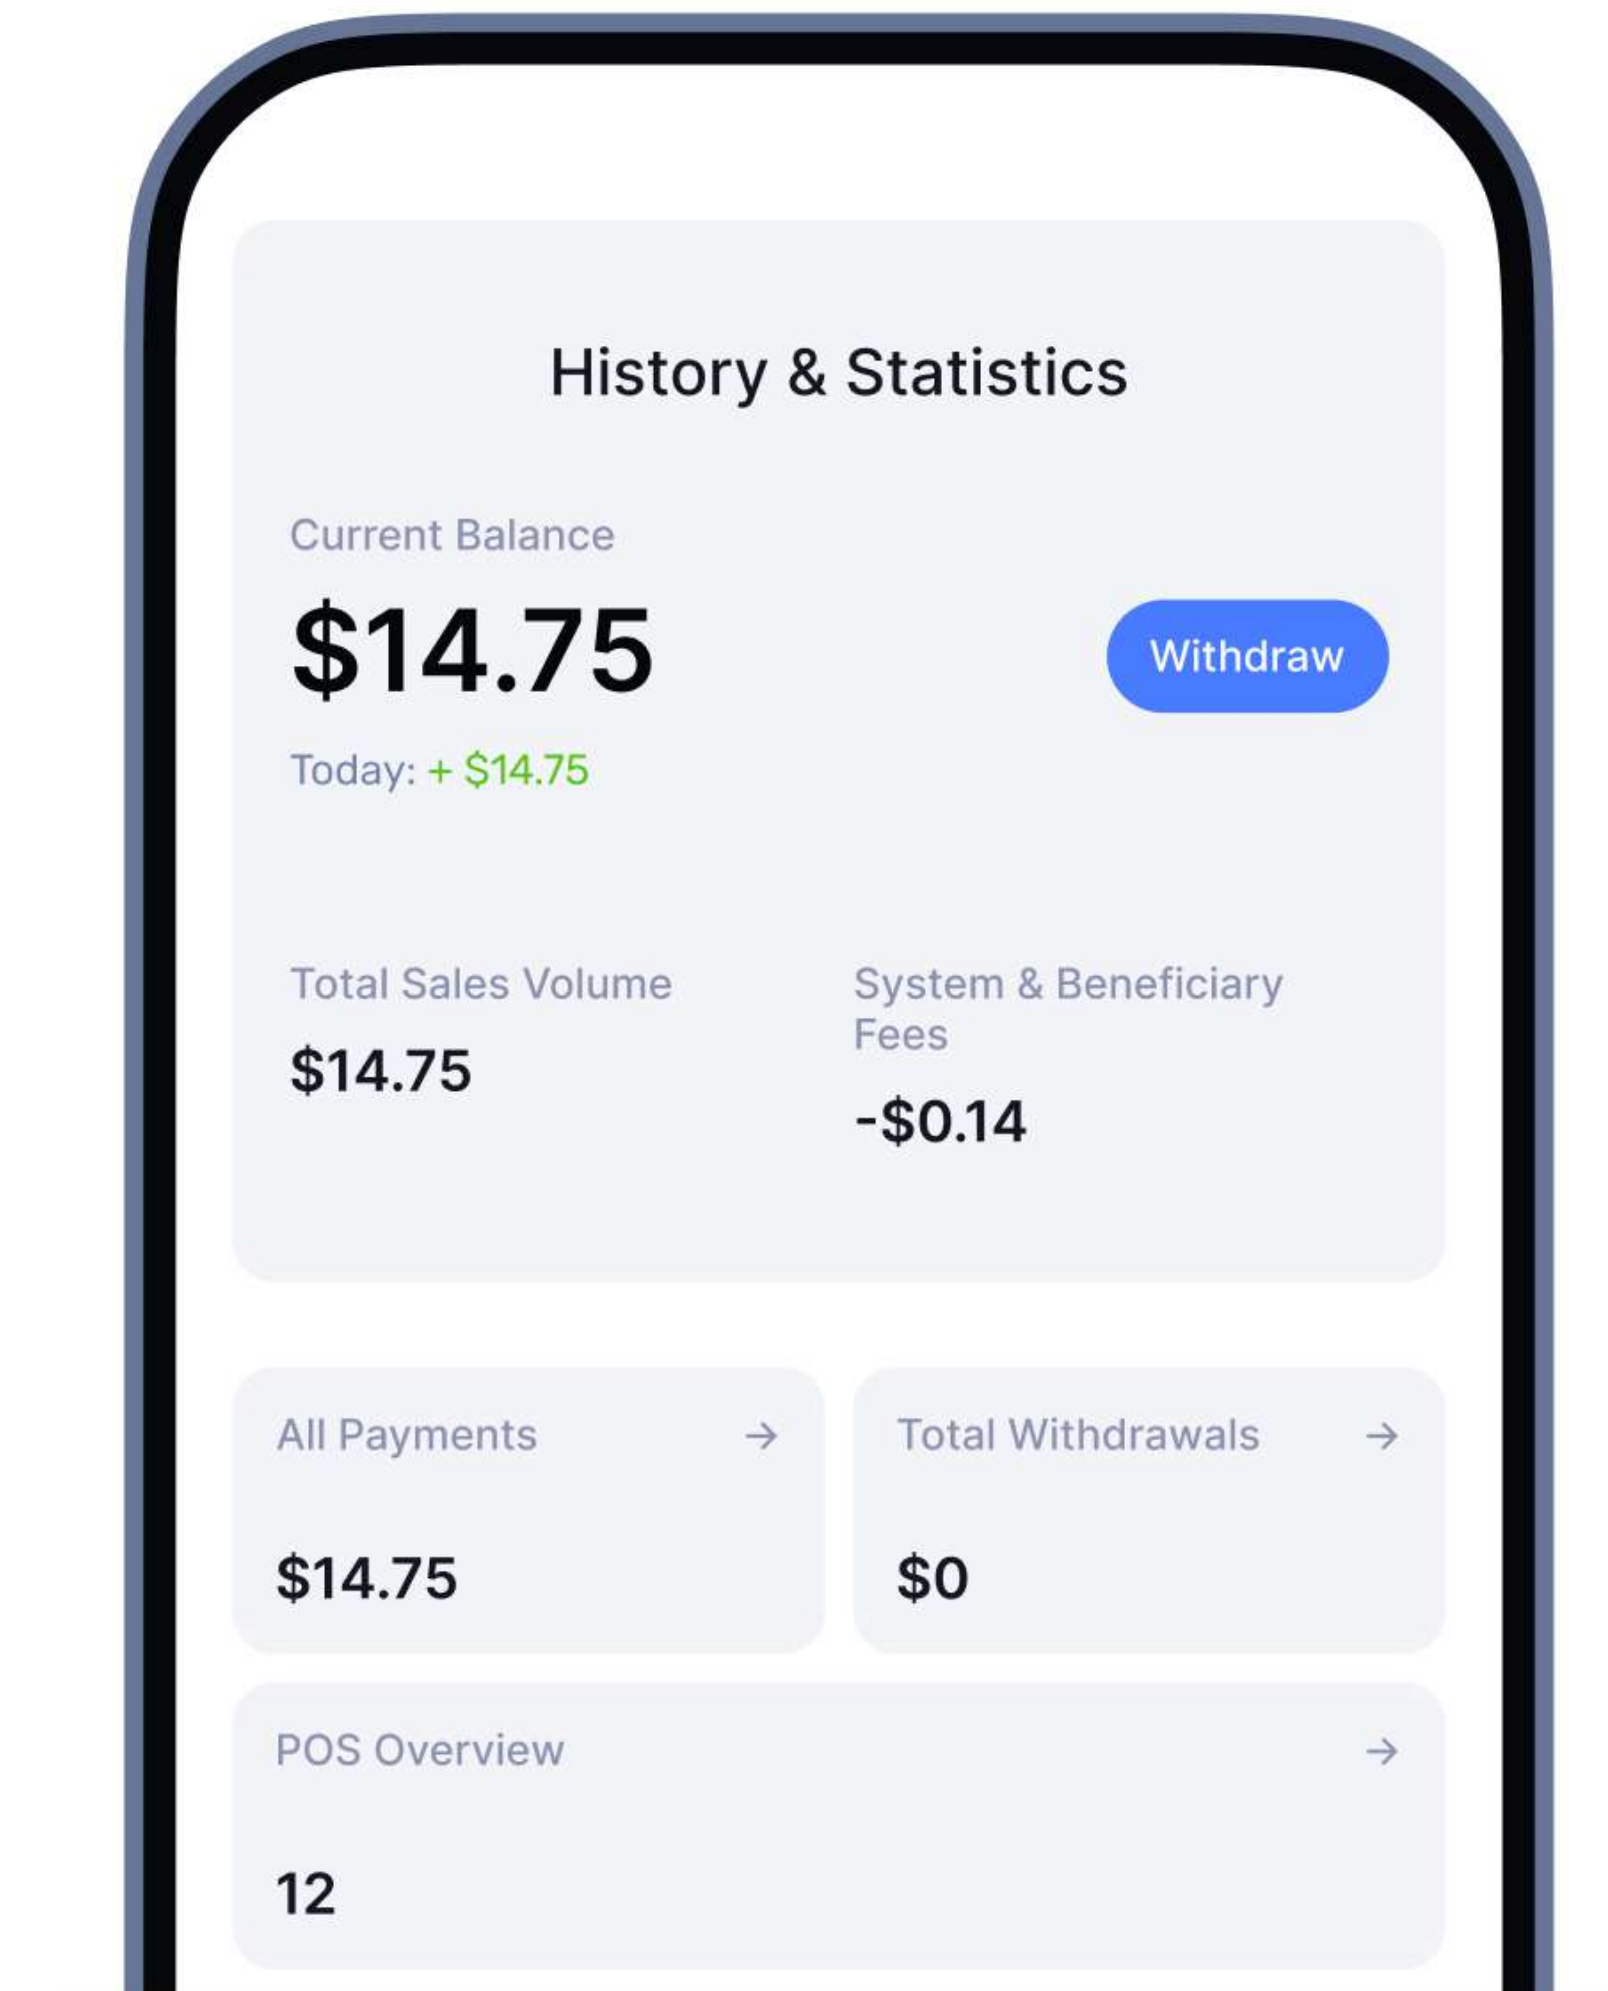 History & Statistics
Current Balance
$14.75
Withdraw
Today: + $14.75
Total Sales Volume
$14.75
System & Beneficiary
Fees
-$0.14
All Payments →
$14.75
Total Withdrawals →
$0
POS Overview →
12